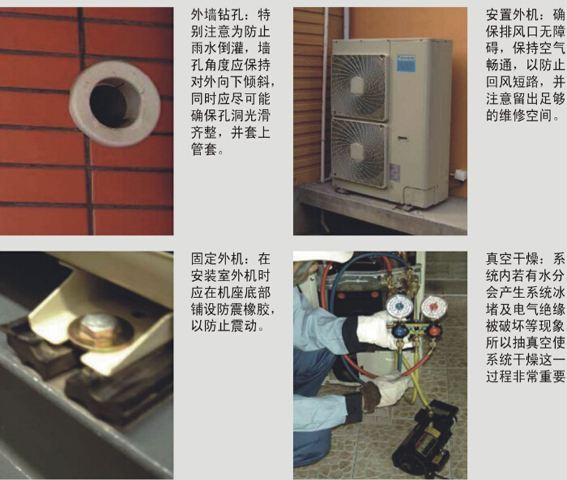 外墙钻孔：特
别注意为防止
雨水倒灌，墙
孔角度应保持
对外向下倾斜，
同时应尽可能
确保孔洞光滑
齐整，并套上
管套。
安置外机：确
保排风口无障
碍，保持空气
畅通，以防止
回风短路，并
注意留出足够
的维修空间。
固定外机：在
安装室外机时
应在机座底部
铺设防震橡胶，
以防止震动。
真空干燥：系
统内若有水分
会产生系统冰
堵及电气绝缘
被破坏等现象
所以抽真空使
系统干燥这一
过程非常重要